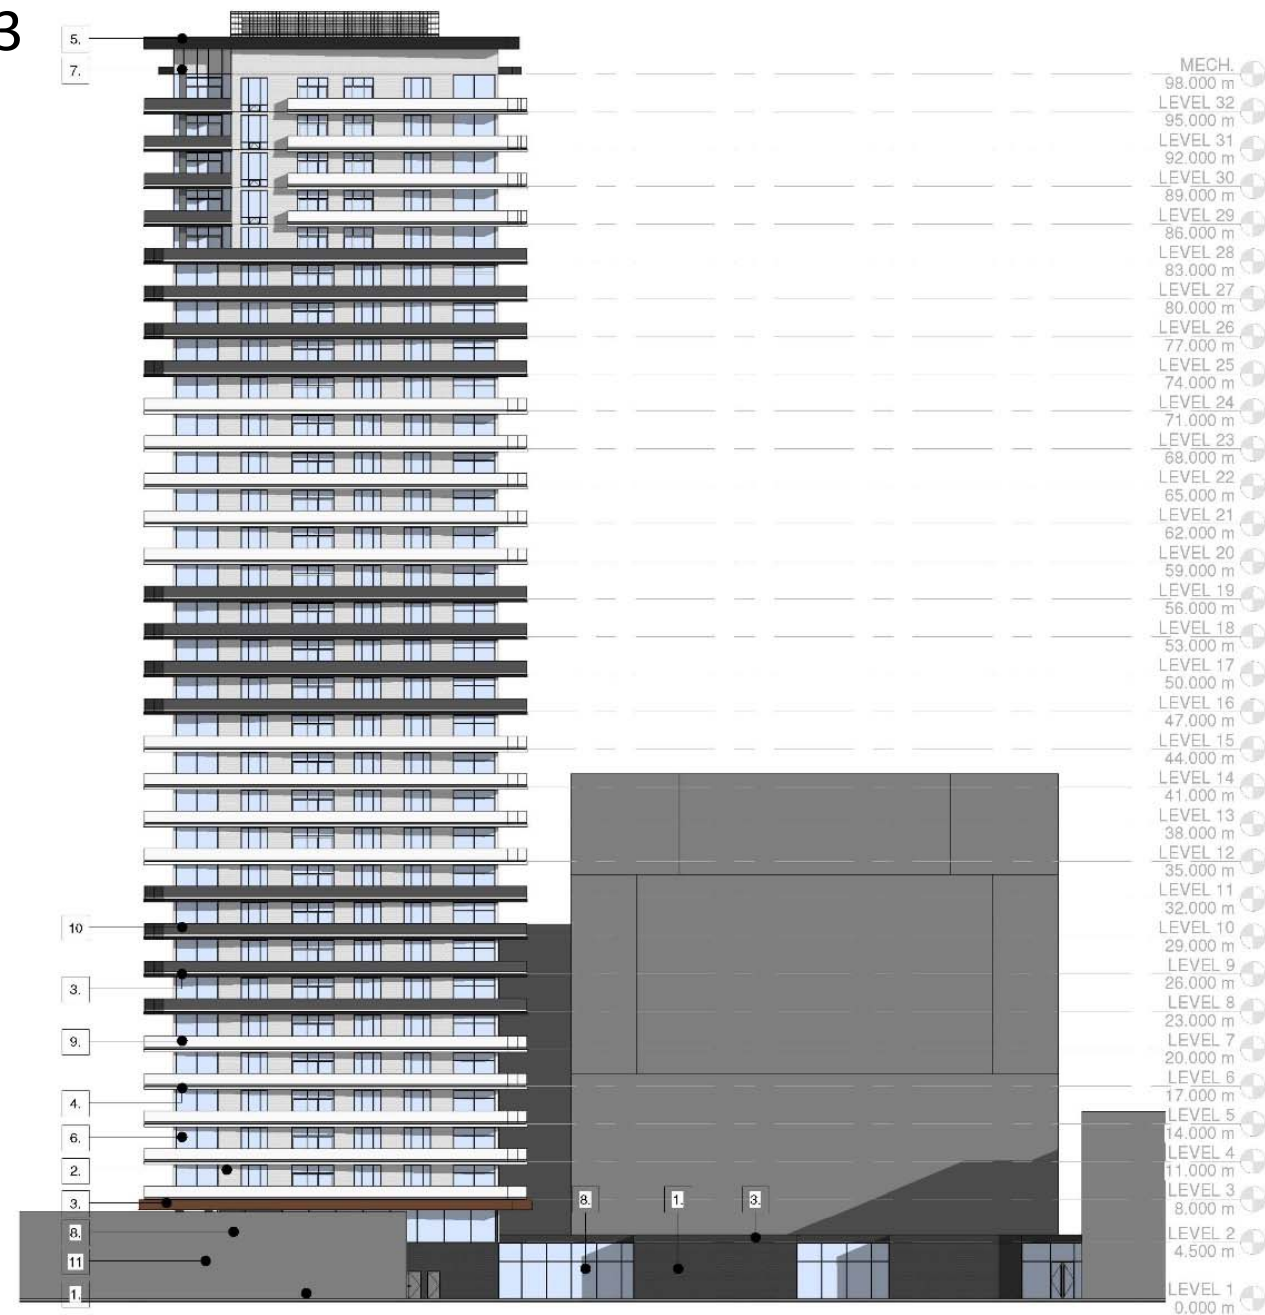 3
5.
7.
MECH.
98.000 m
LEVEL 32
95.000 m
LEVEL 31
92.000 m
LEVEL 30
89.000 m
LEVEL 29
86.000 m
LEVEL 28
83.000 m
LEVEL 27
80.000 m
LEVEL 26
77.000 m
LEVEL 25
74.000 m
LEVEL 24
71.000 m
LEVEL 23
68.000 m
LEVEL 22
65.000 m
LEVEL 21
62.000 m
LEVEL 20
59.000 m
LEVEL 19
56.000 m
LEVEL 18
53.000 m
LEVEL 17
50.000 m
LEVEL 16
47.000 m
LEVEL 15
44.000 m
LEVEL 14
41.000 m
LEVEL 13
38.000 m
LEVEL 12
35.000 m
LEVEL 11
32.000 m
10
LEVEL 10
29.000 m
3.
LEVEL 9
26.000 m
LEVEL 8
23.000 m
9.
LEVEL 7
20.000 m
4.
LEVEL 6
17.000 m
6.
LEVEL 5
14.000 m
2.
LEVEL 4
11.000 m
3.
8.
1.
3.
LEVEL 3
8.000 m
8.
LEVEL 2
4.500 m
11
1.
LEVEL 1
0.000 m